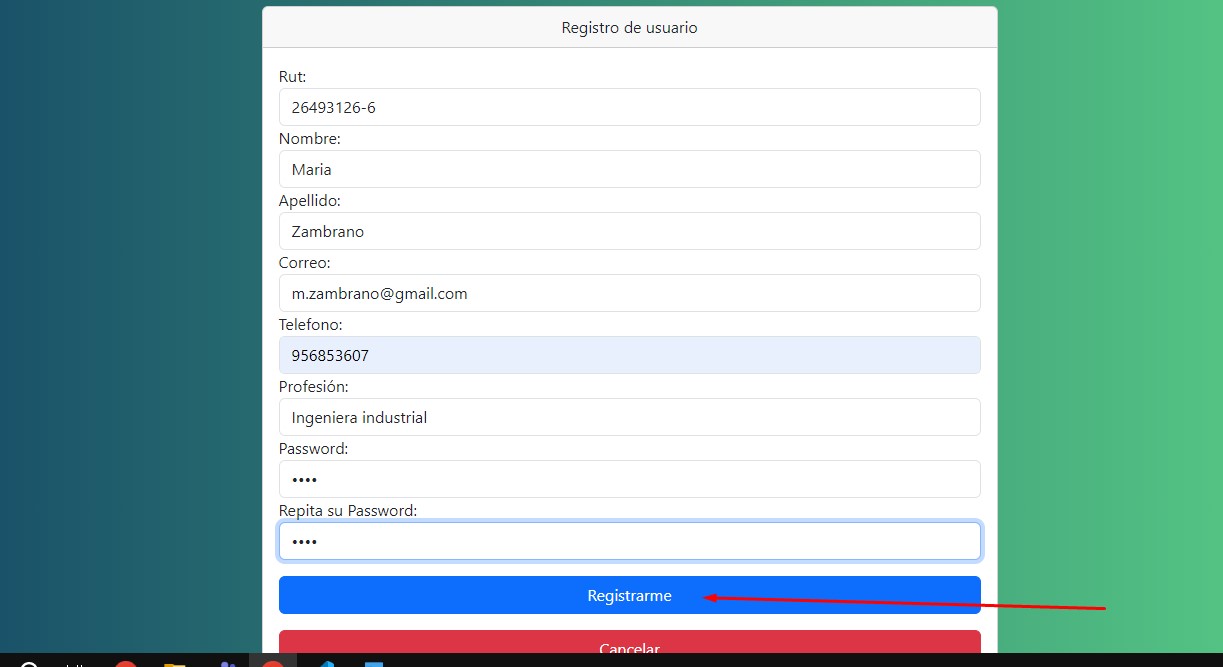 Registro de usuario
Rut:
26493126-6
Nombre:
Maria
Apellido:
Zambrano
Correo:
m.zambrano@gmail.com
Telefono:
956853607
Profesión:
Ingeniera industrial
Password:
••••
Repita su Password:
••••
Registrarme
Cancelar